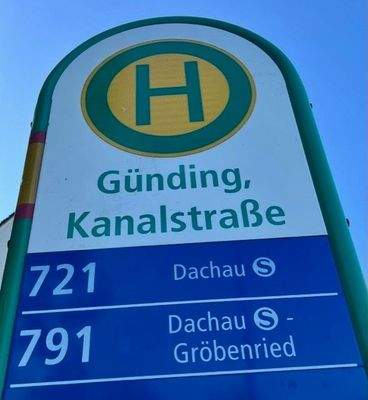 H
Günding,
Kanalstraße
721 Dachau S
791 Dachau S -
Gröbenried